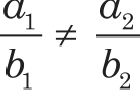 a₁/b₁ ≠ a₂/b₂